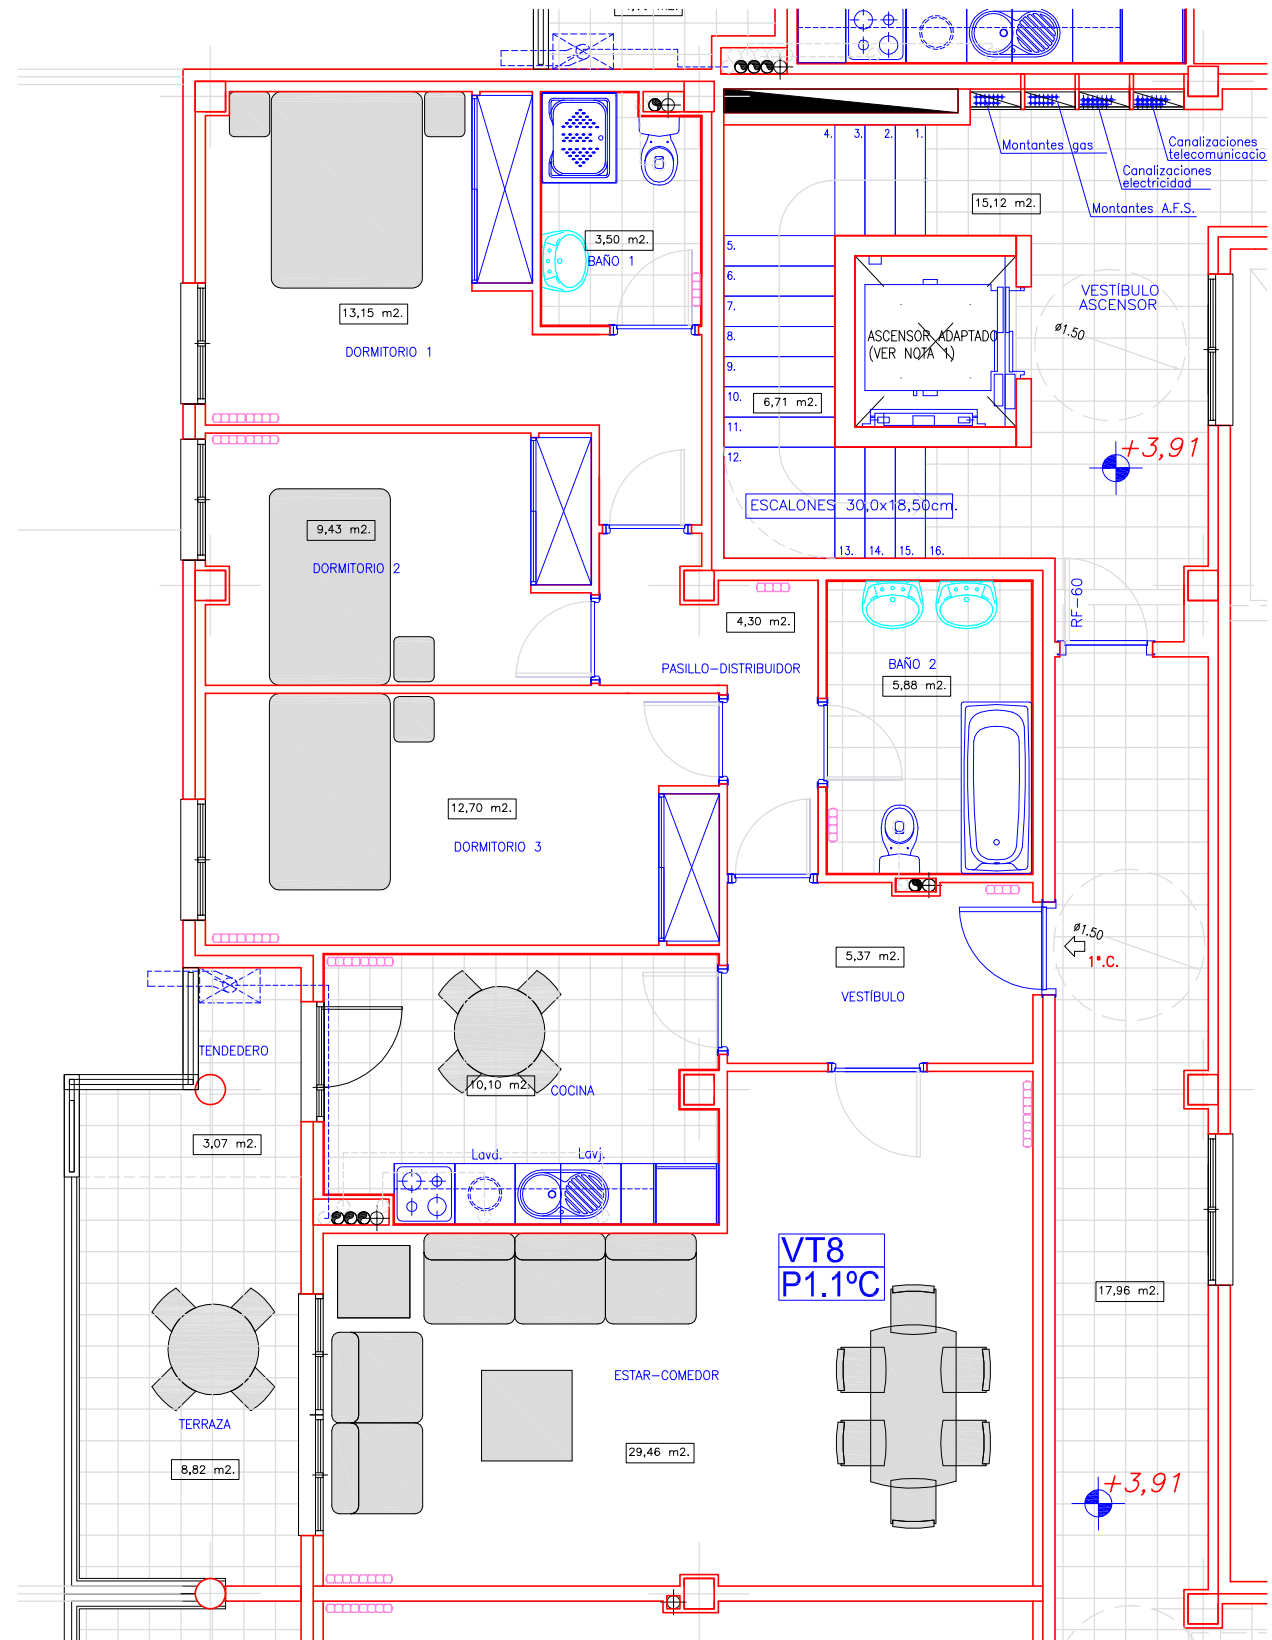 4.
3.
2.
1.
Montantes gas
Canalizaciones
telecomunicacio
Canalizaciones
electricidad
Montantes A.F.S.
15,12 m2.
3,50 m2.
BAÑO 1
5.
6.
7.
8.
9.
10.
11.
12.
VESTÍBULO
ASCENSOR
ø1.50
13,15 m2.
DORMITORIO 1
ASCENSOR ADAPTADO
(VER NOTA 1)
6,71 m2.
+3,91
ESCALONES 30,0x18,50cm.
13.
14.
15.
16.
9,43 m2.
DORMITORIO 2
RF-60
4,30 m2.
PASILLO-DISTRIBUIDOR
BAÑO 2
5,88 m2.
12,70 m2.
DORMITORIO 3
ø1.50
1ª.C.
5,37 m2.
VESTÍBULO
TENDEDERO
10,10 m2.
COCINA
3,07 m2.
Lavd.
Lavj.
VT8
P1.1ºC
17,96 m2.
ESTAR-COMEDOR
TERRAZA
29,46 m2.
8,82 m2.
+3,91